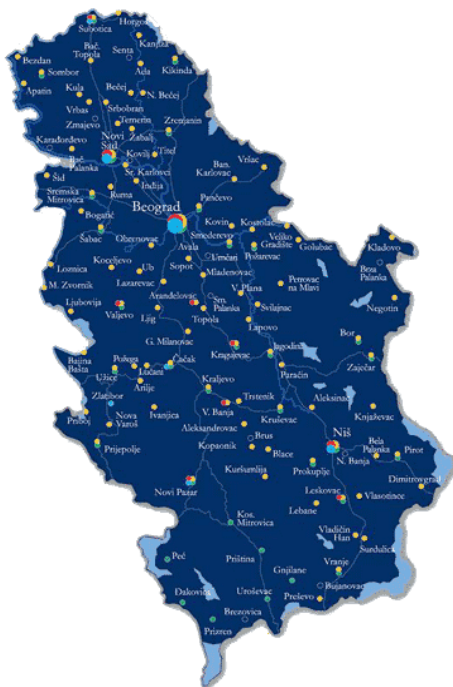 Horgoš
Subotica
Kanjiža
Bač.
Topola
Senta
Bezdan
Sombor
Ada
Kikinda
Apatin
Kula
Bečej
N. Bečej
Vrbas
Srbobran
Zmajevo
Temerin
Zrenjanin
Novi
Sad
Žabalj
Karađorđevo
Bač.
Palanka
Kovilj
Titel
Ban.
Karlovac
Vršac
Šid
Sr. Karlovci
Inđija
Sremska
Mitrovica
Ruma
Pančevo
Beograd
Bogatić
Kovin
Kostolac
Šabac
Obrenovac
Smederevo
Veliko
Gradište
Golubac
Kladovo
Avala
Požarevac
Loznica
Koceljevo
Ub
Sopot
Umčari
Brza
Palanka
M. Zvornik
Lazarevac
Mladenovac
Petrovac
na Mlavi
Ljubovija
Aranđelovac
Sm.
Palanka
V. Plana
Negotin
Valjevo
Ljig
Topola
Svilajnac
Lapovo
G. Milanovac
Bor
Bajina
Bašta
Požega
Lučani
Čačak
Kragujevac
Jagodina
Zaječar
Užice
Arilje
Kraljevo
Paraćin
Zlatibor
Trstenik
Priboj
Nova
Varoš
Ivanjica
V. Banja
Kruševac
Aleksinac
Knjaževac
Aleksandrovac
Prijepolje
Kopaonik
Brus
Niš
Blace
Bela
Palanka
Pirot
Kuršumlija
Prokuplje
N. Banja
Dimitrovgrad
Novi Pazar
Leskovac
Vlasotince
Lebane
Kos.
Mitrovica
Vladičin
Han
Surdulica
Peć
Priština
Gnjilane
Vranje
Đakovica
Uroševac
Bujanovac
Preševo
Brezovica
Prizren